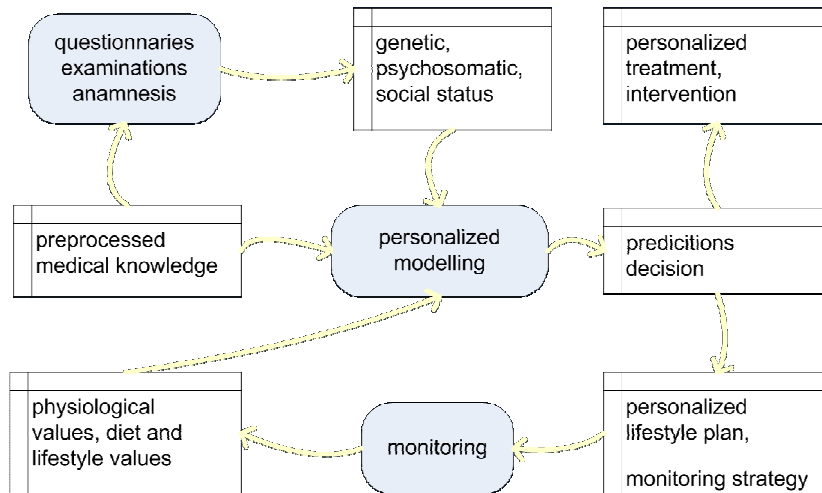 questionnaries
examinations
anamnesis
genetic,
psychosomatic,
social status
personalized
treatment,
intervention
preprocessed
medical knowledge
personalized
modelling
predicitions
decision
physiological
values, diet and
lifestyle values
monitoring
personalized
lifestyle plan,
monitoring strategy